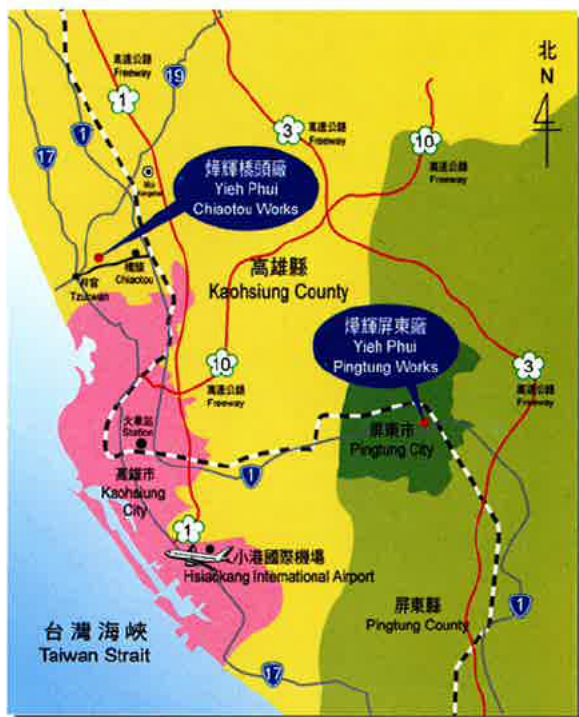 高速公路
Freeway
1
19
1
17
高速公路
Freeway
3
北
N
10
高速公路
Freeway
燁輝橋頭廠
Yieh Phui
Chiaotou Works
橋頭
Chiaotou
梓官
Tzukwan
高雄縣
Kaohsiung County
燁輝屏東廠
Yieh Phui
Pingtung Works
10
高速公路
Freeway
3
高速公路
Freeway
火車站
Station
屏東市
Pingtung City
1
高雄市
Kaohsiung
City
1
小港國際機場
Hsiaokang International Airport
屏東縣
Pingtung County
1
台灣海峽
Taiwan Strait
17